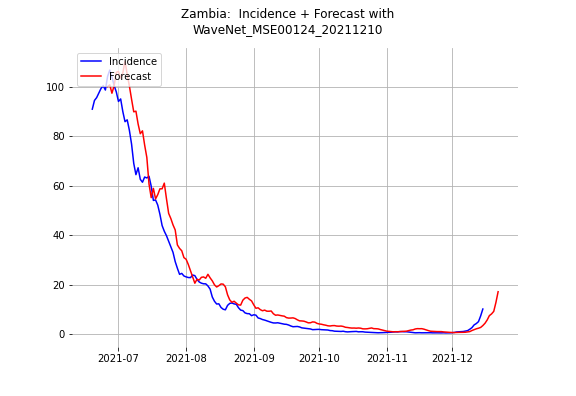 Zambia:  Incidence + Forecast with
WaveNet_MSE00124_20211210
Incidence
Forecast
100
80
60
40
20
0
2021-07 2021-08 2021-09 2021-10 2021-11 2021-12